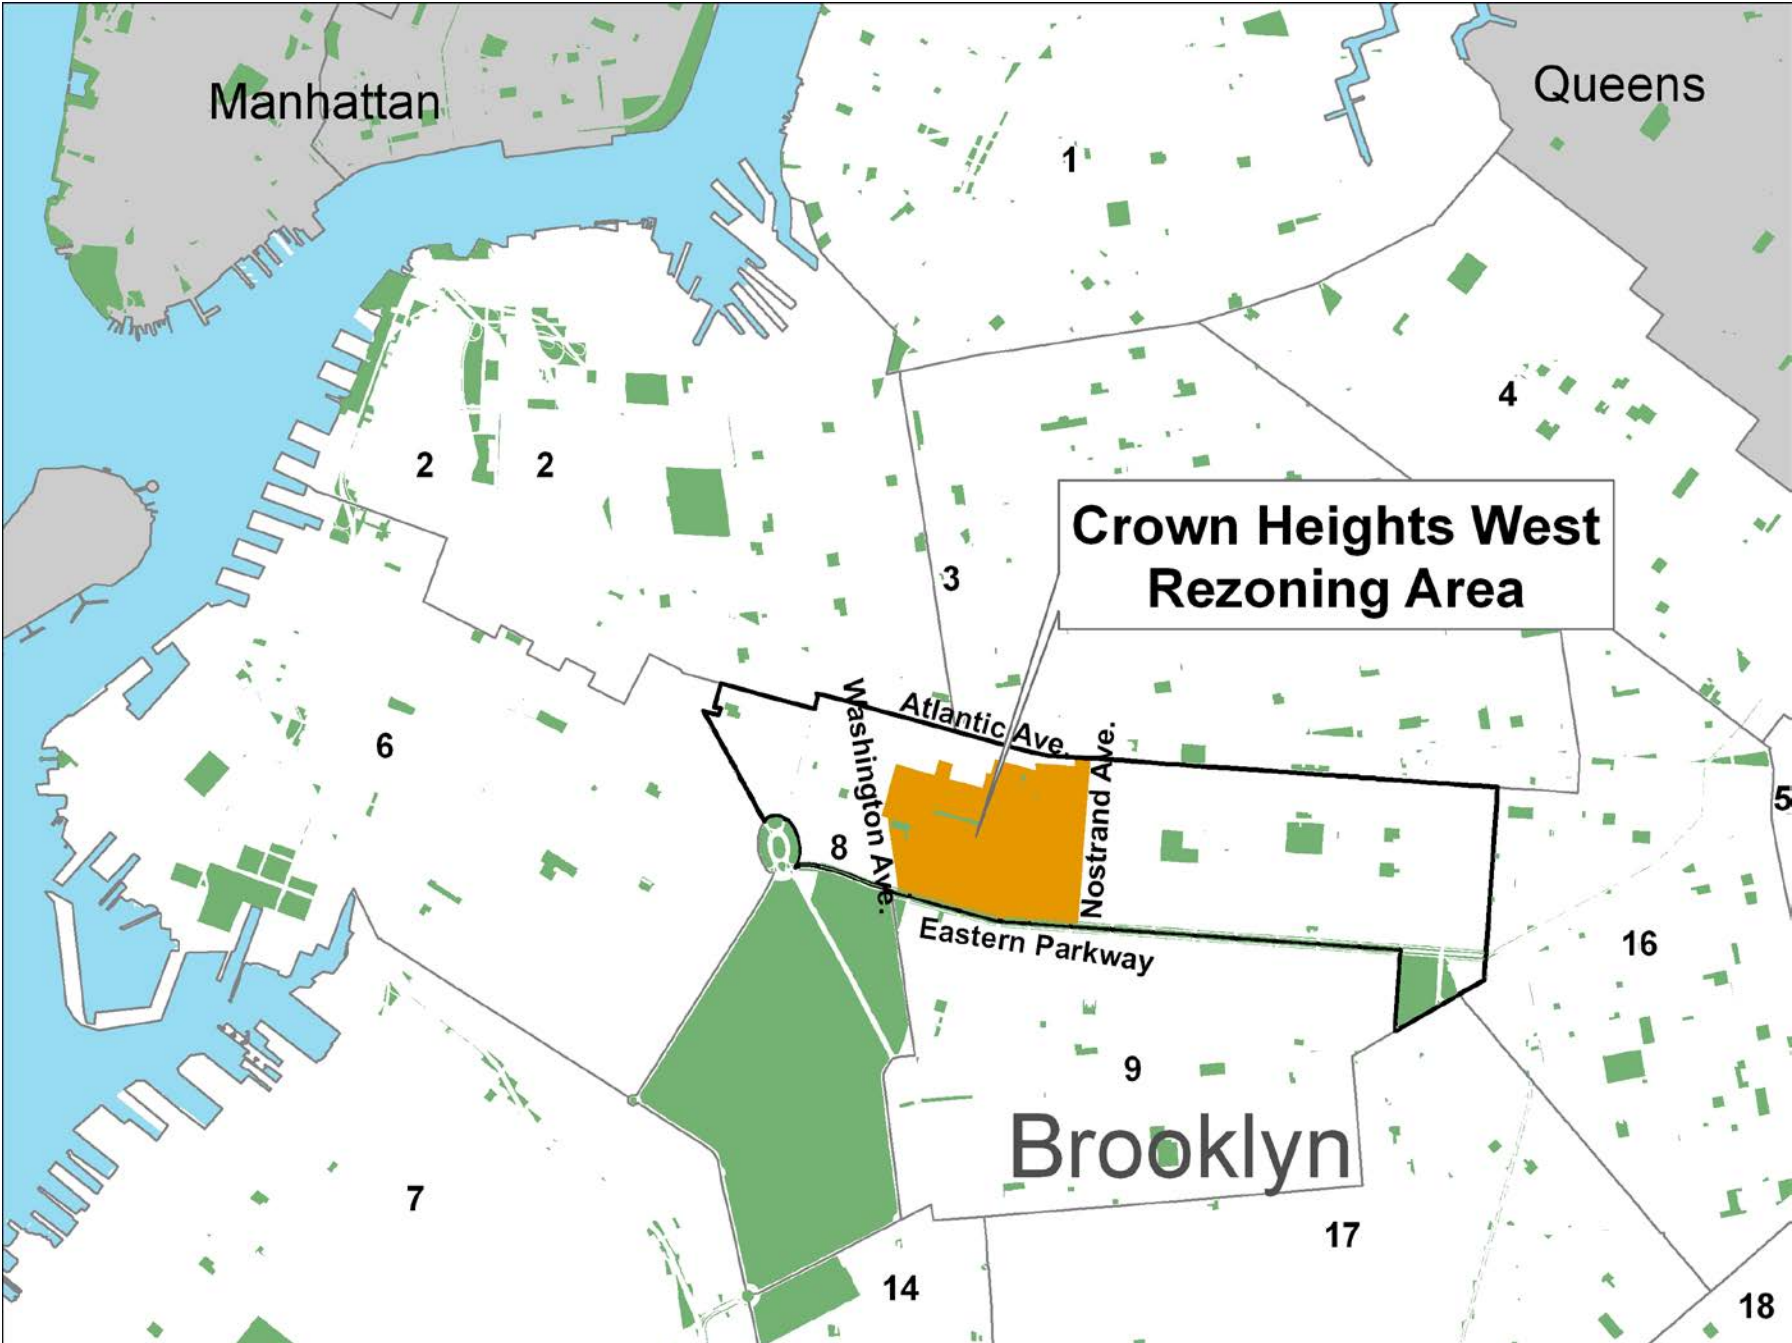 Manhattan
Queens
1
4
2
2
Crown Heights West
Rezoning Area
3
6
Washington Ave.
Atlantic Ave.
Nostrand Ave.
5
8
Eastern Parkway
16
9
Brooklyn
7
17
14
18